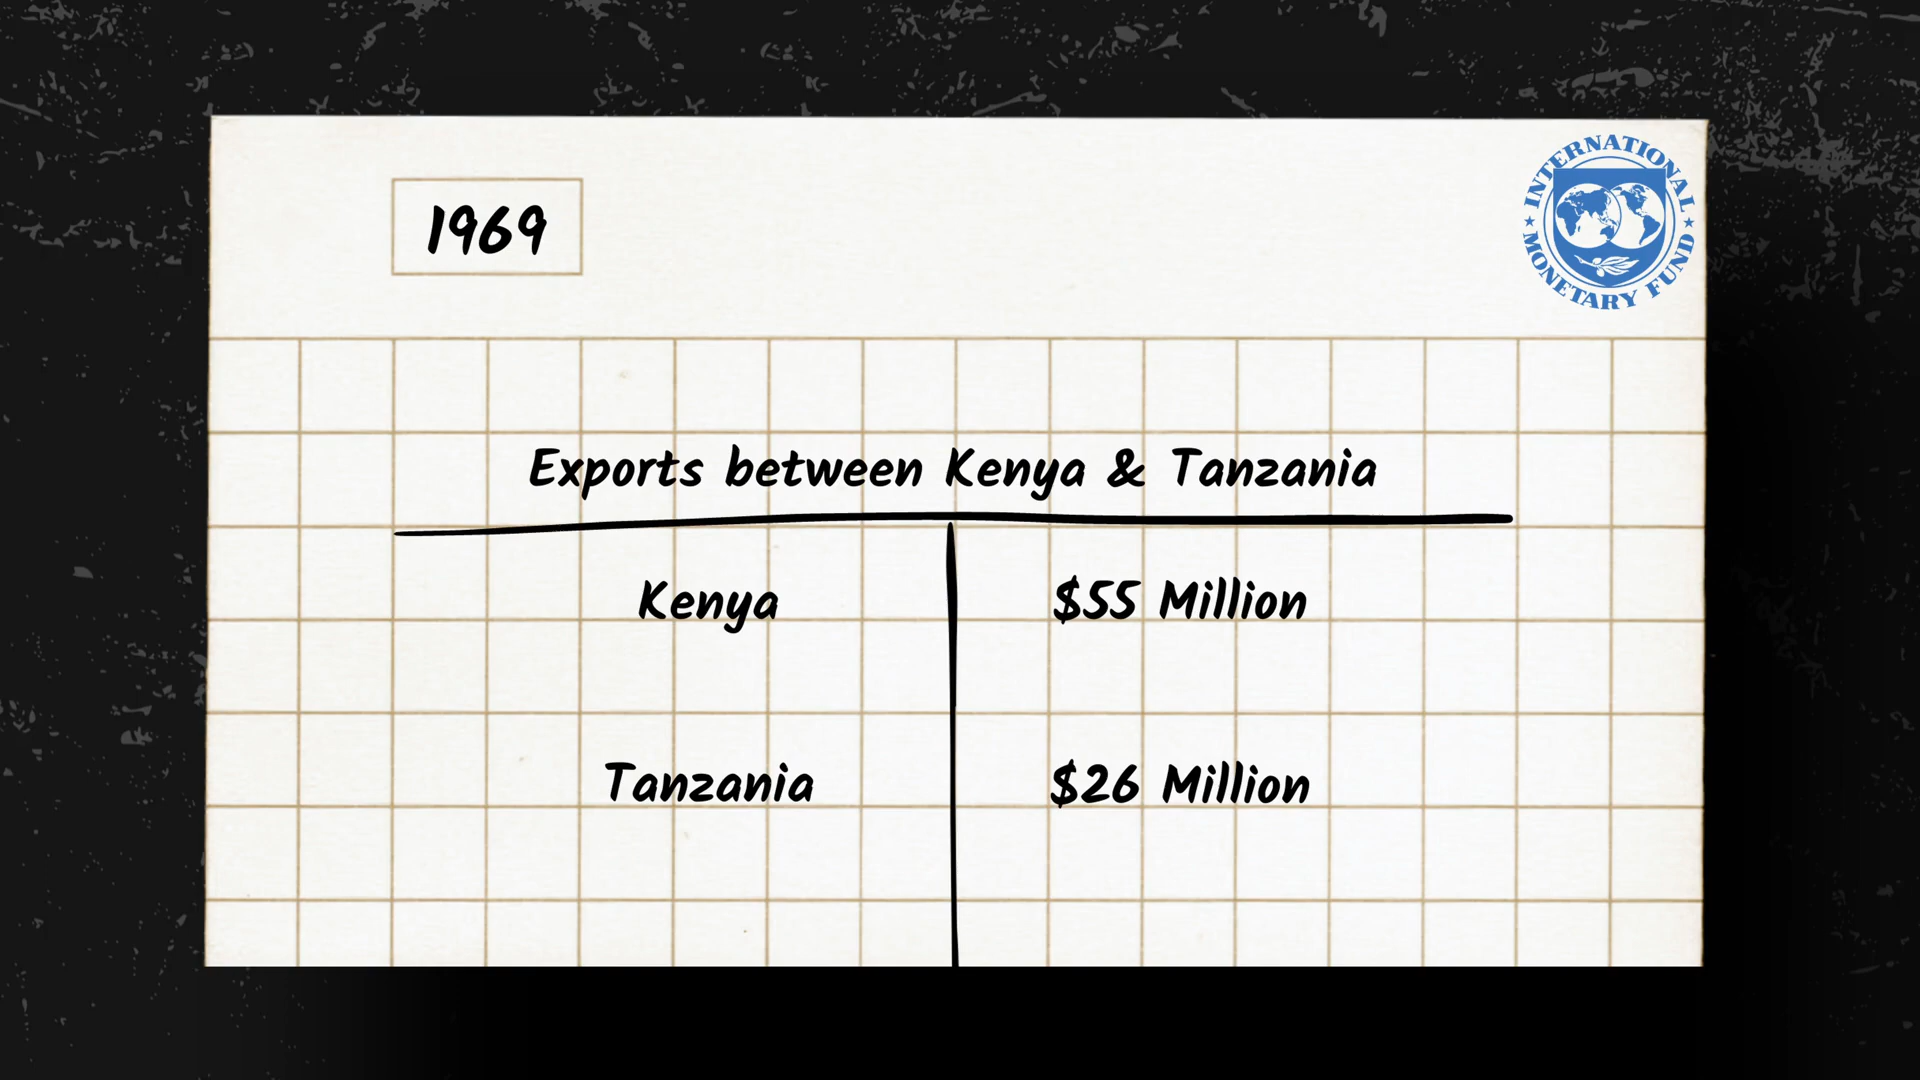 1969
INTERNATIONAL
MONETARY FUND
Exports between Kenya & Tanzania
Kenya $55 Million
Tanzania $26 Million